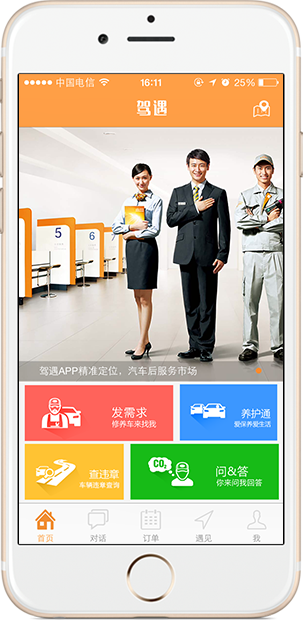 中国电信 16:11 25%
驾遇
5 6
驾遇APP精准定位，汽车后服务市场
发需求
修养车来找我
养护通
爱保养爱生活
查违章
车辆违章查询
CO₂
问&答
你来问我回答
首页 对话 订单 遇见 我